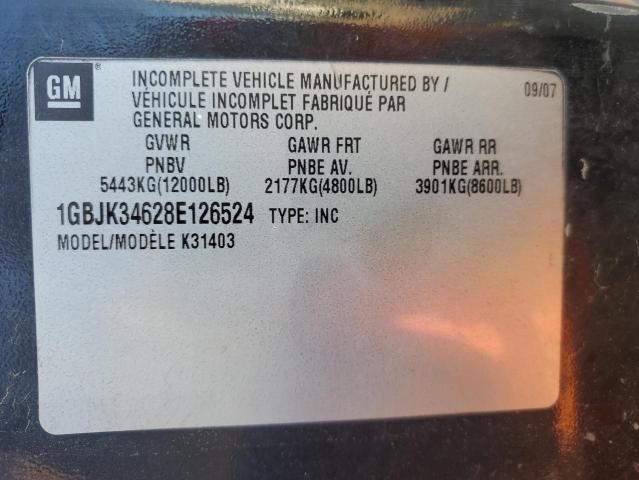 GM ®
INCOMPLETE VEHICLE MANUFACTURED BY / 09/07
VÉHICULE INCOMPLET FABRIQUÉ PAR
GENERAL MOTORS CORP.
GVWR GAWR FRT GAWR RR
PNBV PNBE AV. PNBE ARR.
5443KG(12000LB) 2177KG(4800LB) 3901KG(8600LB)
1GBJK34628E126524 TYPE: INC
MODEL/MODÈLE K31403